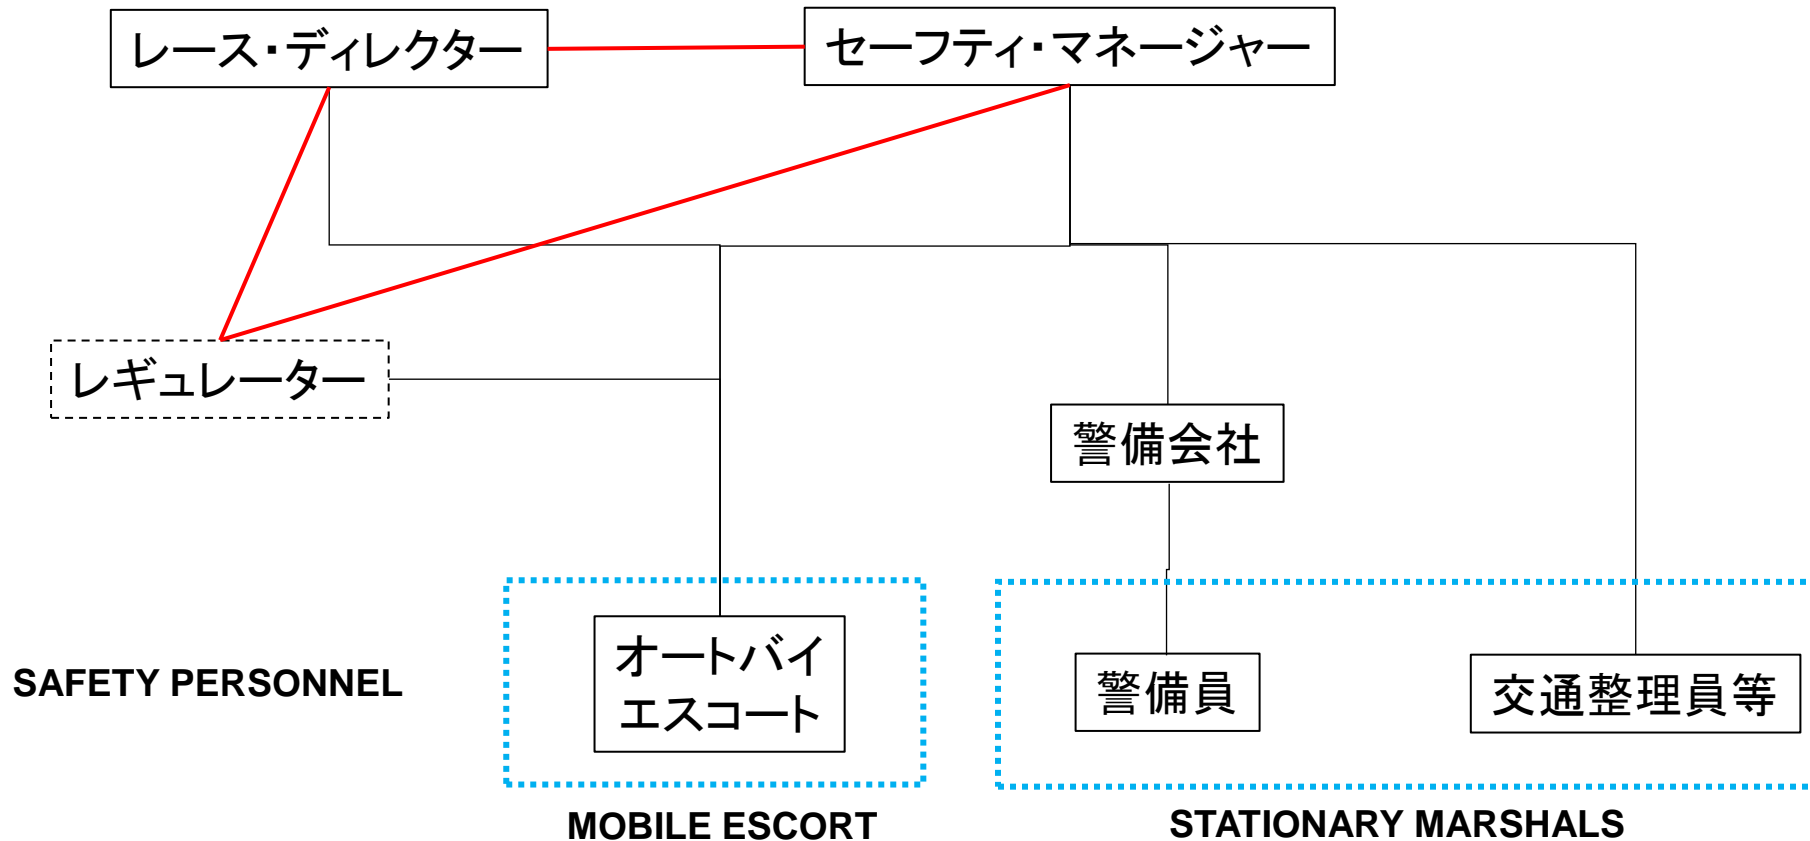 レース・ディレクター
セーフティ・マネージャー
レギュレーター
警備会社
SAFETY PERSONNEL
オートバイ
エスコート
警備員
交通整理員等
MOBILE ESCORT
STATIONARY MARSHALS